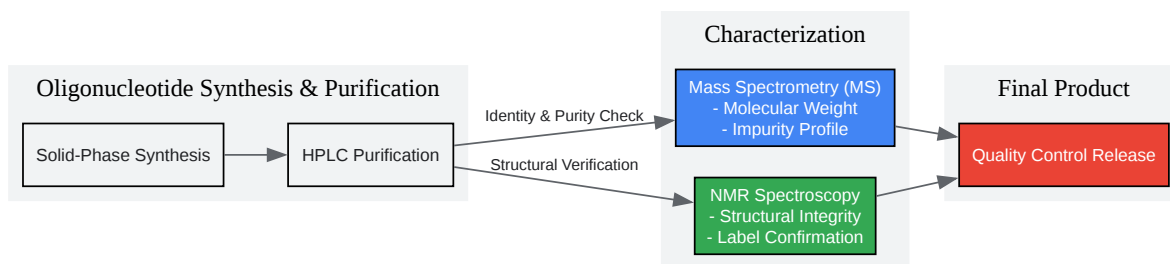 Oligonucleotide Synthesis & Purification
Solid-Phase Synthesis
HPLC Purification
Identity & Purity Check
Structural Verification
Characterization
Mass Spectrometry (MS)
- Molecular Weight
- Impurity Profile
NMR Spectroscopy
- Structural Integrity
- Label Confirmation
Final Product
Quality Control Release